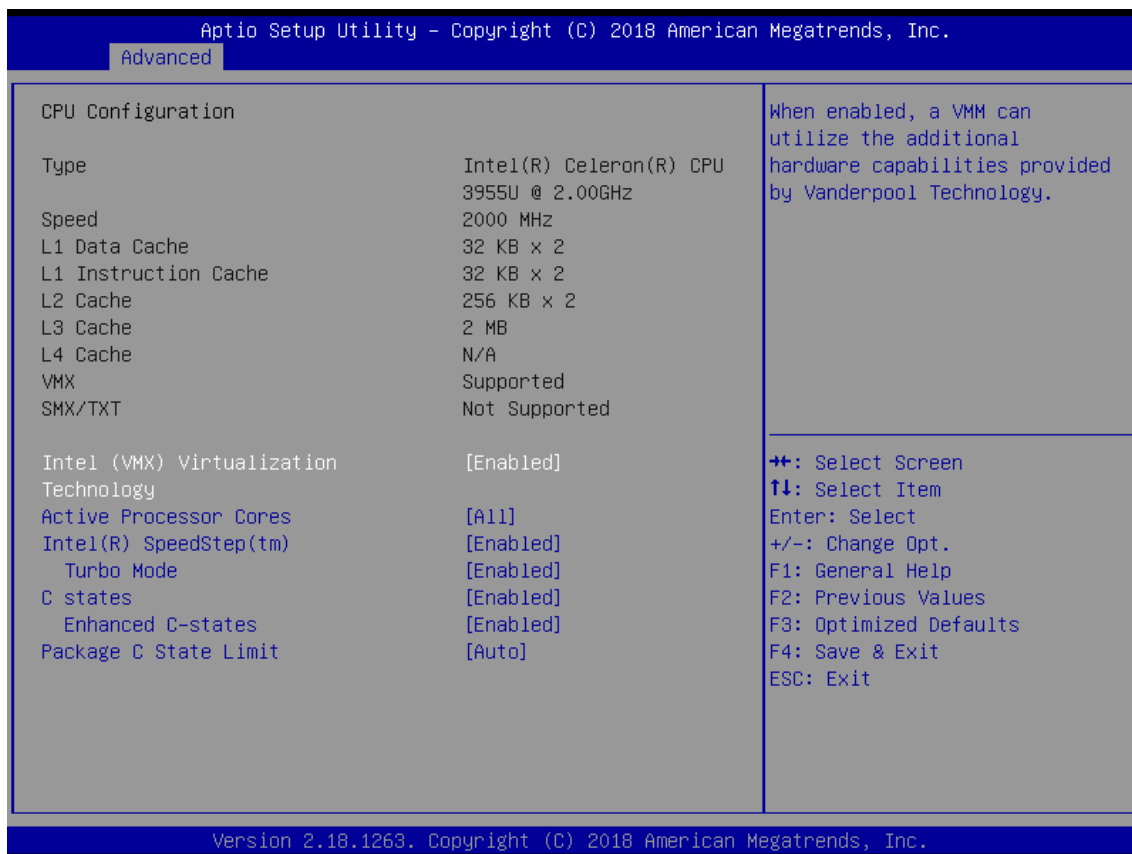 Aptio Setup Utility – Copyright (C) 2018 American Megatrends, Inc.
Advanced
CPU Configuration
Type Intel(R) Celeron(R) CPU
3955U @ 2.00GHz
Speed 2000 MHz
L1 Data Cache 32 KB x 2
L1 Instruction Cache 32 KB x 2
L2 Cache 256 KB x 2
L3 Cache 2 MB
L4 Cache N/A
VMX Supported
SMX/TXT Not Supported
Intel (VMX) Virtualization [Enabled]
Technology
Active Processor Cores [All]
Intel(R) SpeedStep(tm) [Enabled]
Turbo Mode [Enabled]
C states [Enabled]
Enhanced C-states [Enabled]
Package C State Limit [Auto]
When enabled, a VMM can
utilize the additional
hardware capabilities provided
by Vanderpool Technology.
→←: Select Screen
↑↓: Select Item
Enter: Select
+/-: Change Opt.
F1: General Help
F2: Previous Values
F3: Optimized Defaults
F4: Save & Exit
ESC: Exit
Version 2.18.1263. Copyright (C) 2018 American Megatrends, Inc.